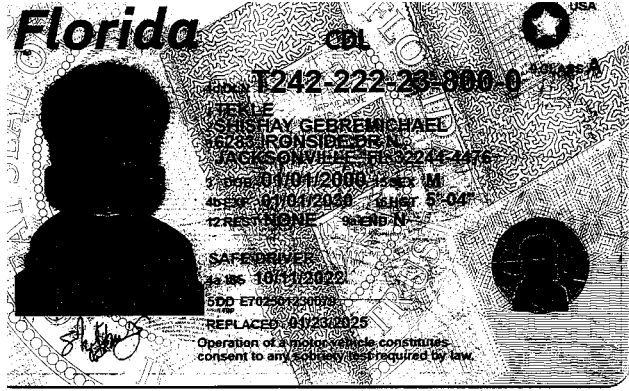 Florida
USA
CDL
4d DLN T242-222-23-800-0
9 CLASS A
1 TEKLE
2 SHISHAY GEBREMICHAEL
8 6283 IRONSIDE DR N
JACKSONVILLE, FL 32244-4476
3 DOB 01/01/2000 15 SEX M
4b EXP 01/01/2030 16 HGT 5'-04"
12 REST NONE 9a END N
SAFE DRIVER
4a ISS 10/11/2022
5 DD
REPLACED: 01/23/2025
Operation of a motor vehicle constitutes
consent to any sobriety test required by law.